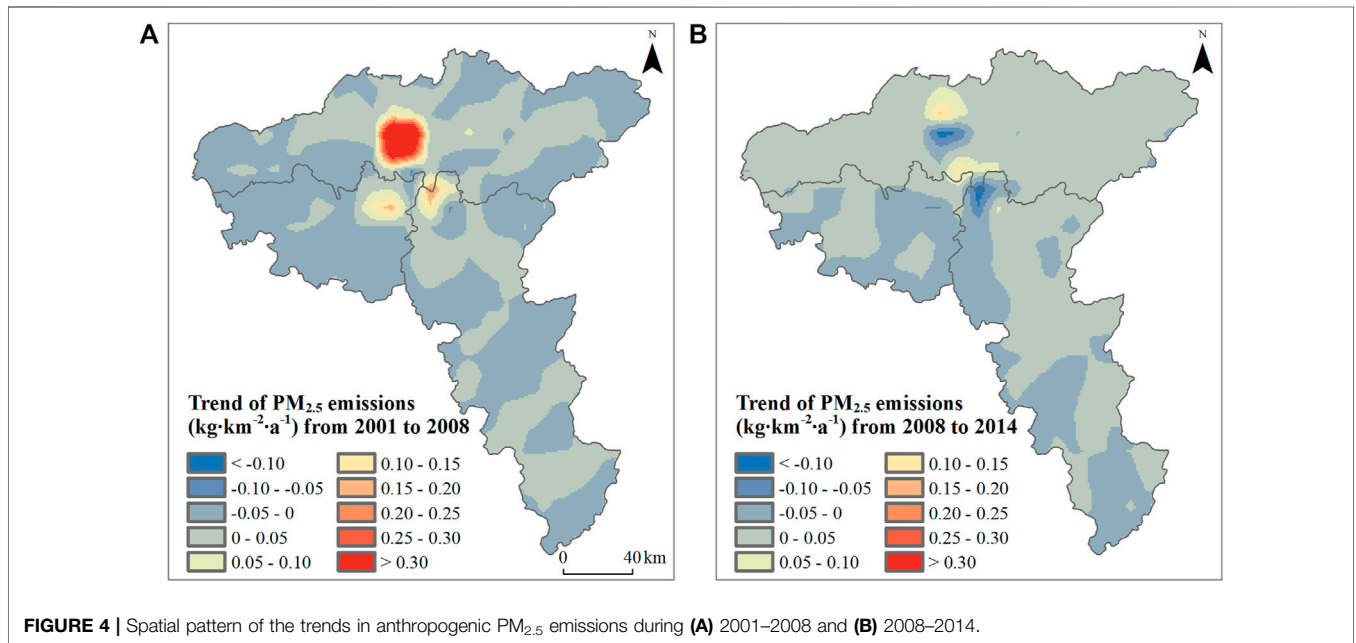 A
N
Trend of PM2.5 emissions
(kg·km-2·a-1) from 2001 to 2008
< -0.10
-0.10 - -0.05
-0.05 - 0
0 - 0.05
0.05 - 0.10
0.10 - 0.15
0.15 - 0.20
0.20 - 0.25
0.25 - 0.30
> 0.30
0 40 km
B
N
Trend of PM2.5 emissions
(kg·km-2·a-1) from 2008 to 2014
< -0.10
-0.10 - -0.05
-0.05 - 0
0 - 0.05
0.05 - 0.10
0.10 - 0.15
0.15 - 0.20
0.20 - 0.25
0.25 - 0.30
> 0.30
FIGURE 4 | Spatial pattern of the trends in anthropogenic PM2.5 emissions during (A) 2001–2008 and (B) 2008–2014.